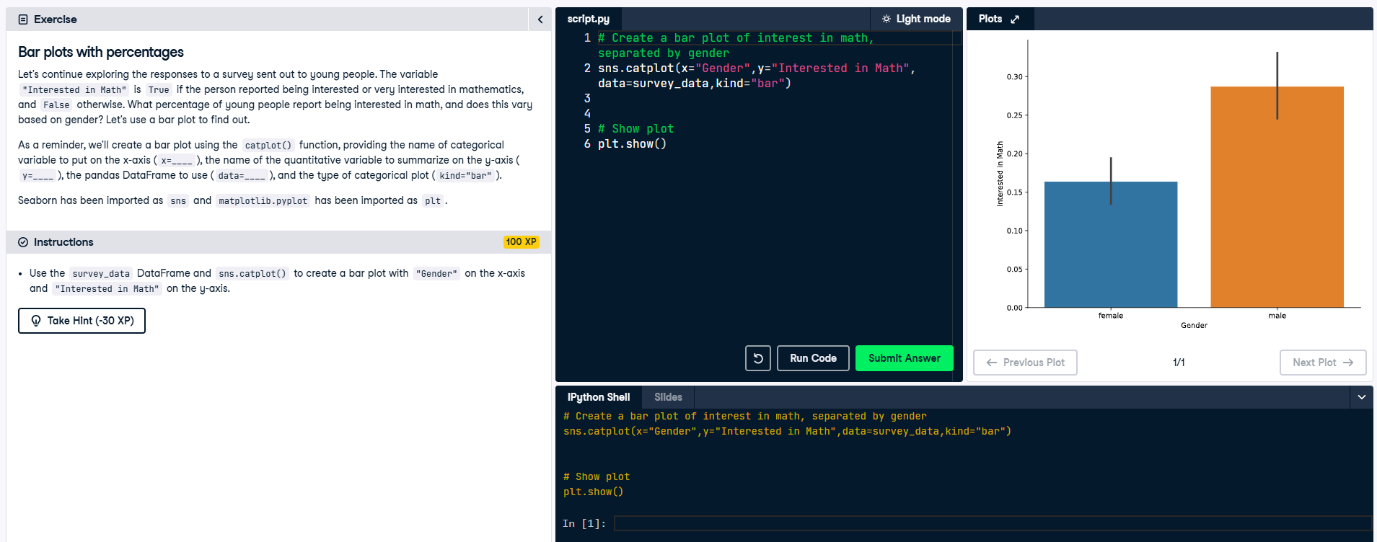 Exercise
Bar plots with percentages
Let's continue exploring the responses to a survey sent out to young people. The variable
"Interested in Math" is True if the person reported being interested or very interested in mathematics,
and False otherwise. What percentage of young people report being interested in math, and does this vary
based on gender? Let's use a bar plot to find out.
As a reminder, we'll create a bar plot using the catplot() function, providing the name of categorical
variable to put on the x-axis ( x=____ ), the name of the quantitative variable to summarize on the y-axis (
y=____ ), the pandas DataFrame to use ( data=____ ), and the type of categorical plot ( kind="bar" ).
Seaborn has been imported as sns and matplotlib.pyplot has been imported as plt .
Instructions
100 XP
• Use the survey_data DataFrame and sns.catplot() to create a bar plot with "Gender" on the x-axis
and "Interested in Math" on the y-axis.
Take Hint (-30 XP)
script.py
Light mode
1 # Create a bar plot of interest in math,
separated by gender
2 sns.catplot(x="Gender",y="Interested in Math",
data=survey_data,kind="bar")
3
4
5 # Show plot
6 plt.show()
Run Code
Submit Answer
Plots
0.30
0.25
0.20
0.15
0.10
0.05
0.00
Interested in Math
female
male
Gender
← Previous Plot
1/1
Next Plot →
IPython Shell
Slides
# Create a bar plot of interest in math, separated by gender
sns.catplot(x="Gender",y="Interested in Math",data=survey_data,kind="bar")
# Show plot
plt.show()
In [1]: